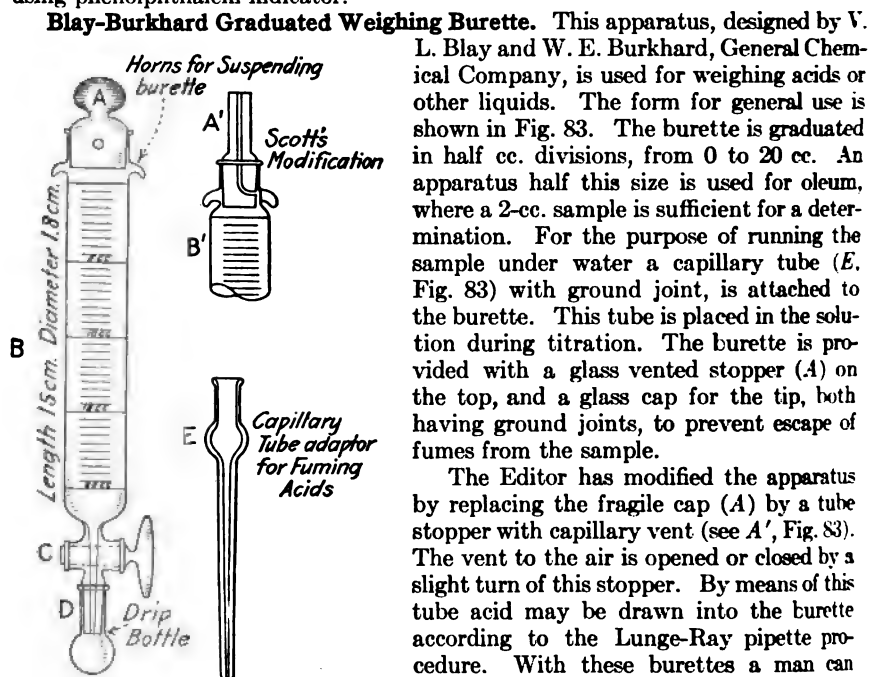 using phenolphthalein indicator.
Blay-Burkhard Graduated Weighing Burette. This apparatus, designed by V.
L. Blay and W. E. Burkhard, General Chem-
ical Company, is used for weighing acids or
other liquids. The form for general use is
shown in Fig. 83. The burette is graduated
in half cc. divisions, from 0 to 20 cc. An
apparatus half this size is used for oleum,
where a 2-cc. sample is sufficient for a deter-
mination. For the purpose of running the
sample under water a capillary tube (E,
Fig. 83) with ground joint, is attached to
the burette. This tube is placed in the solu-
tion during titration. The burette is pro-
vided with a glass vented stopper (A) on
the top, and a glass cap for the tip, both
having ground joints, to prevent escape of
fumes from the sample.
The Editor has modified the apparatus
by replacing the fragile cap (A) by a tube
stopper with capillary vent (see A', Fig. 83).
The vent to the air is opened or closed by a
slight turn of this stopper. By means of this
tube acid may be drawn into the burette
according to the Lunge-Ray pipette pro-
cedure. With these burettes a man can
Horns for Suspending
burette
A
A'
Scott's
Modification
B'
Length 15cm. Diameter 1.8cm.
B
E
Capillary
Tube adaptor
for Fuming
Acids
C
D
Drip
Bottle